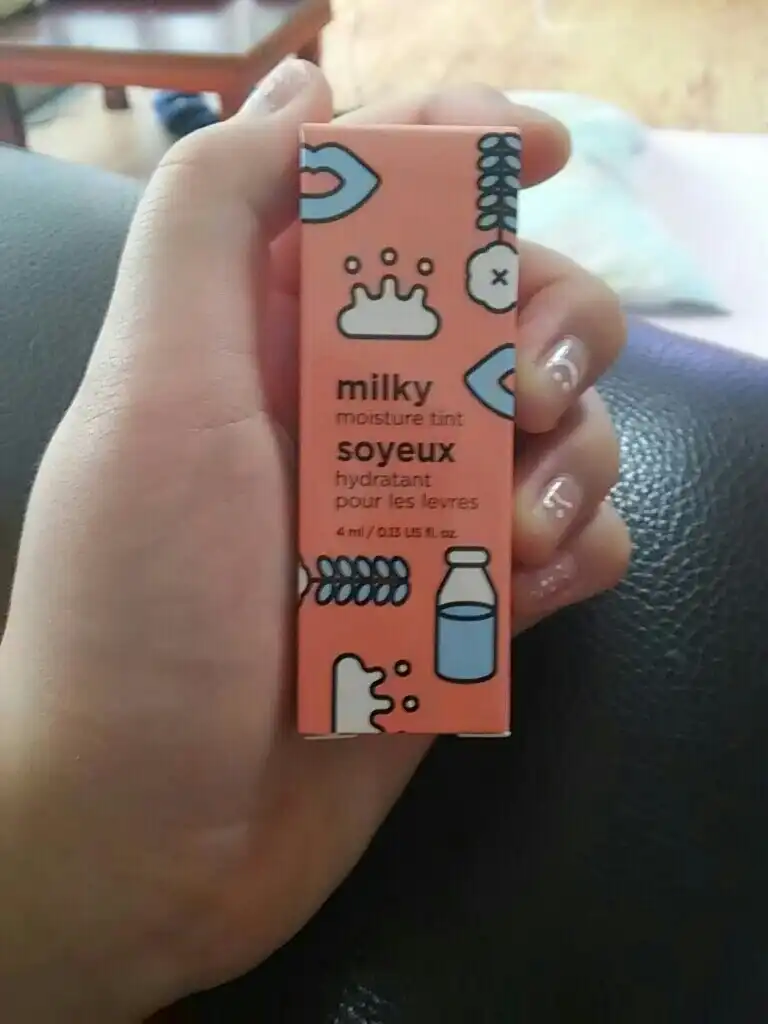 milky
moisture tint
soyeux
hydratant
pour les levres
4 ml / 0.13 US fl. oz.